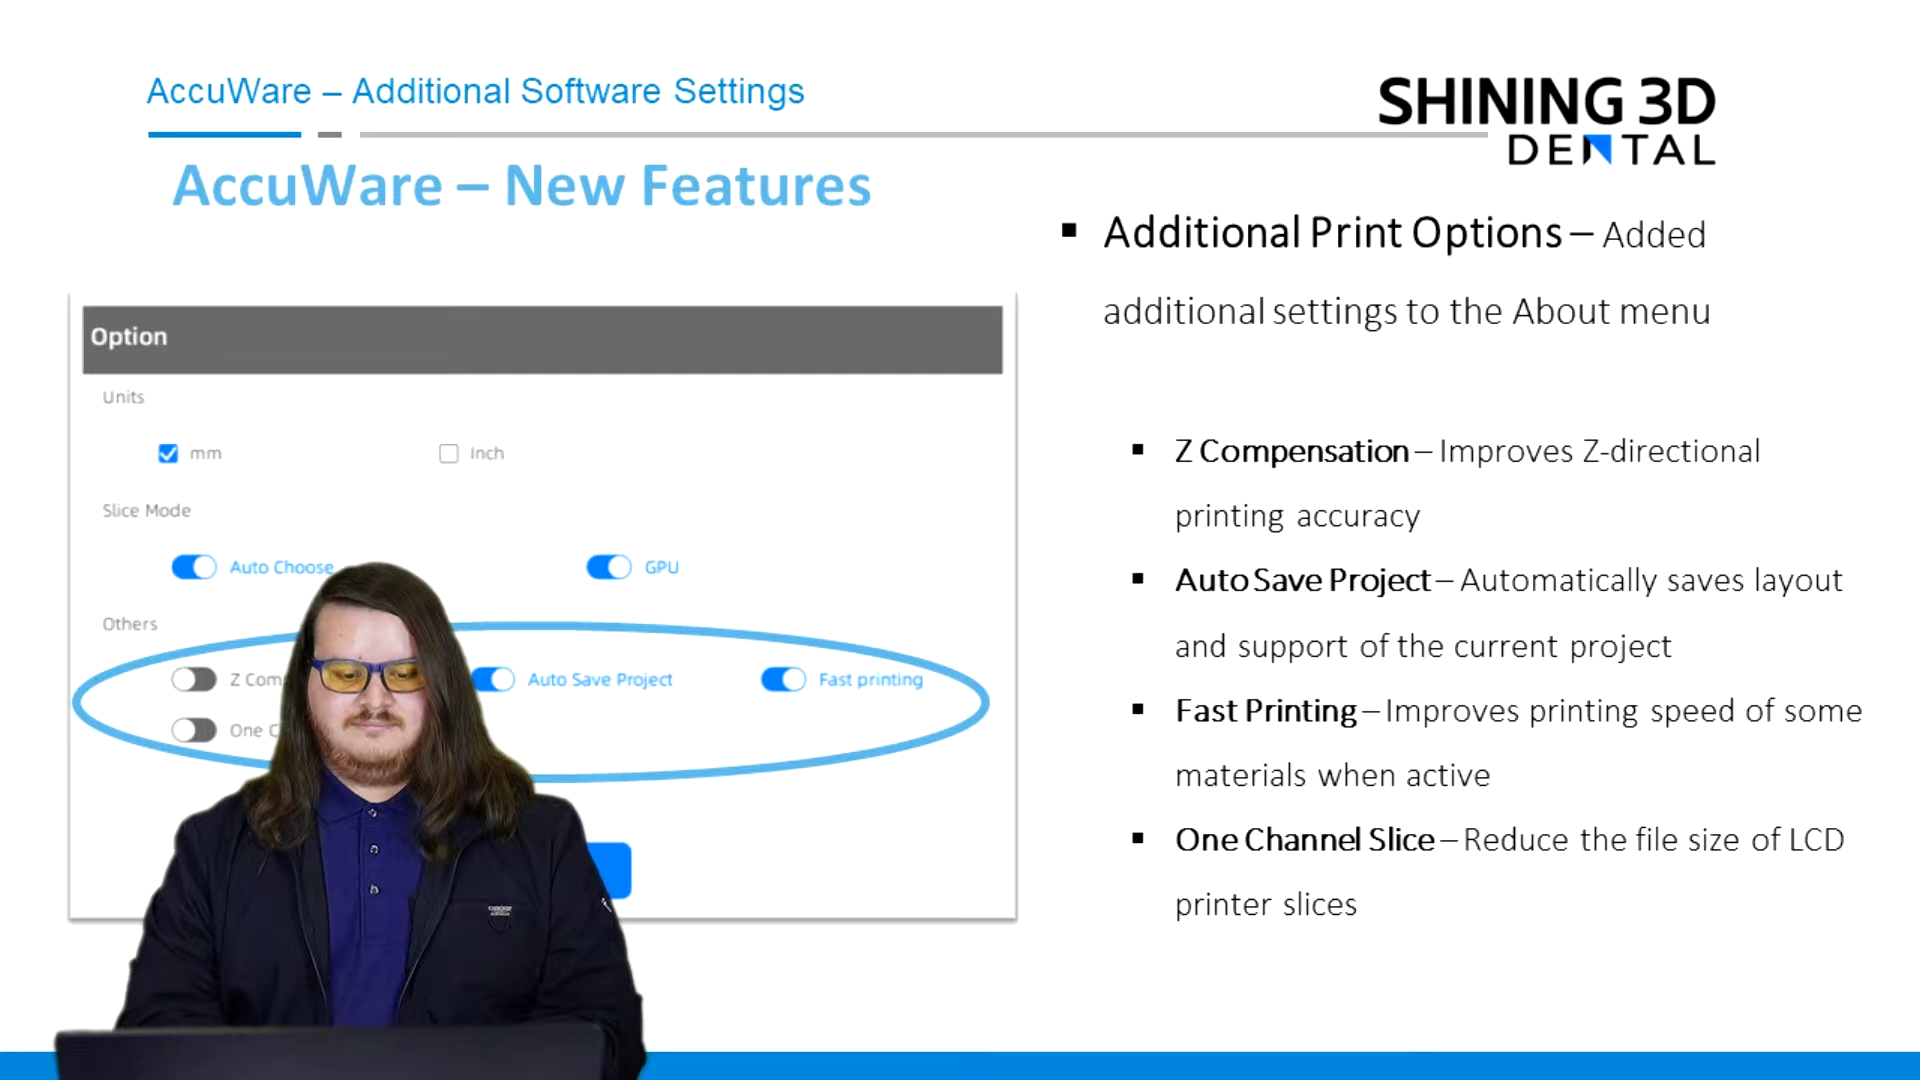 AccuWare – Additional Software Settings
SHINING 3D
DENTAL
AccuWare – New Features
Option
Units
mm
Inch
Slice Mode
Auto Choose
GPU
Others
Z
Auto Save Project
Fast printing
One
▪ Additional Print Options – Added
additional settings to the About menu
▪ Z Compensation – Improves Z-directional
printing accuracy
▪ Auto Save Project – Automatically saves layout
and support of the current project
▪ Fast Printing – Improves printing speed of some
materials when active
▪ One Channel Slice – Reduce the file size of LCD
printer slices